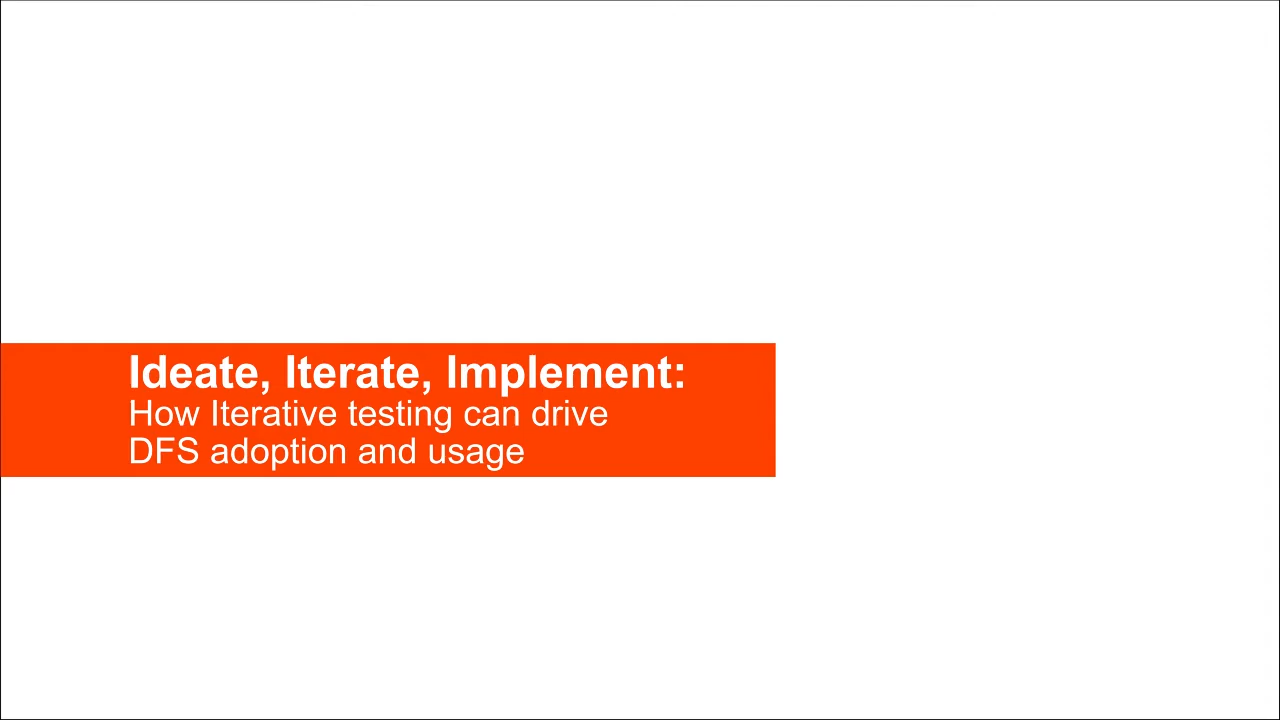 Ideate, Iterate, Implement:
How Iterative testing can drive
DFS adoption and usage